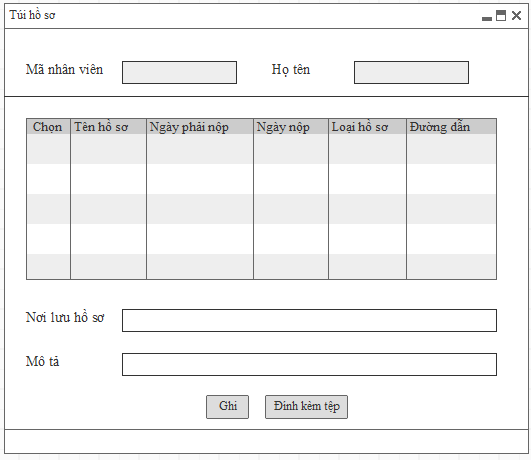 Túi hồ sơ
Mã nhân viên Họ tên
Chọn Tên hồ sơ Ngày phải nộp Ngày nộp Loại hồ sơ Đường dẫn
Nơi lưu hồ sơ
Mô tả
Ghi Đính kèm tệp